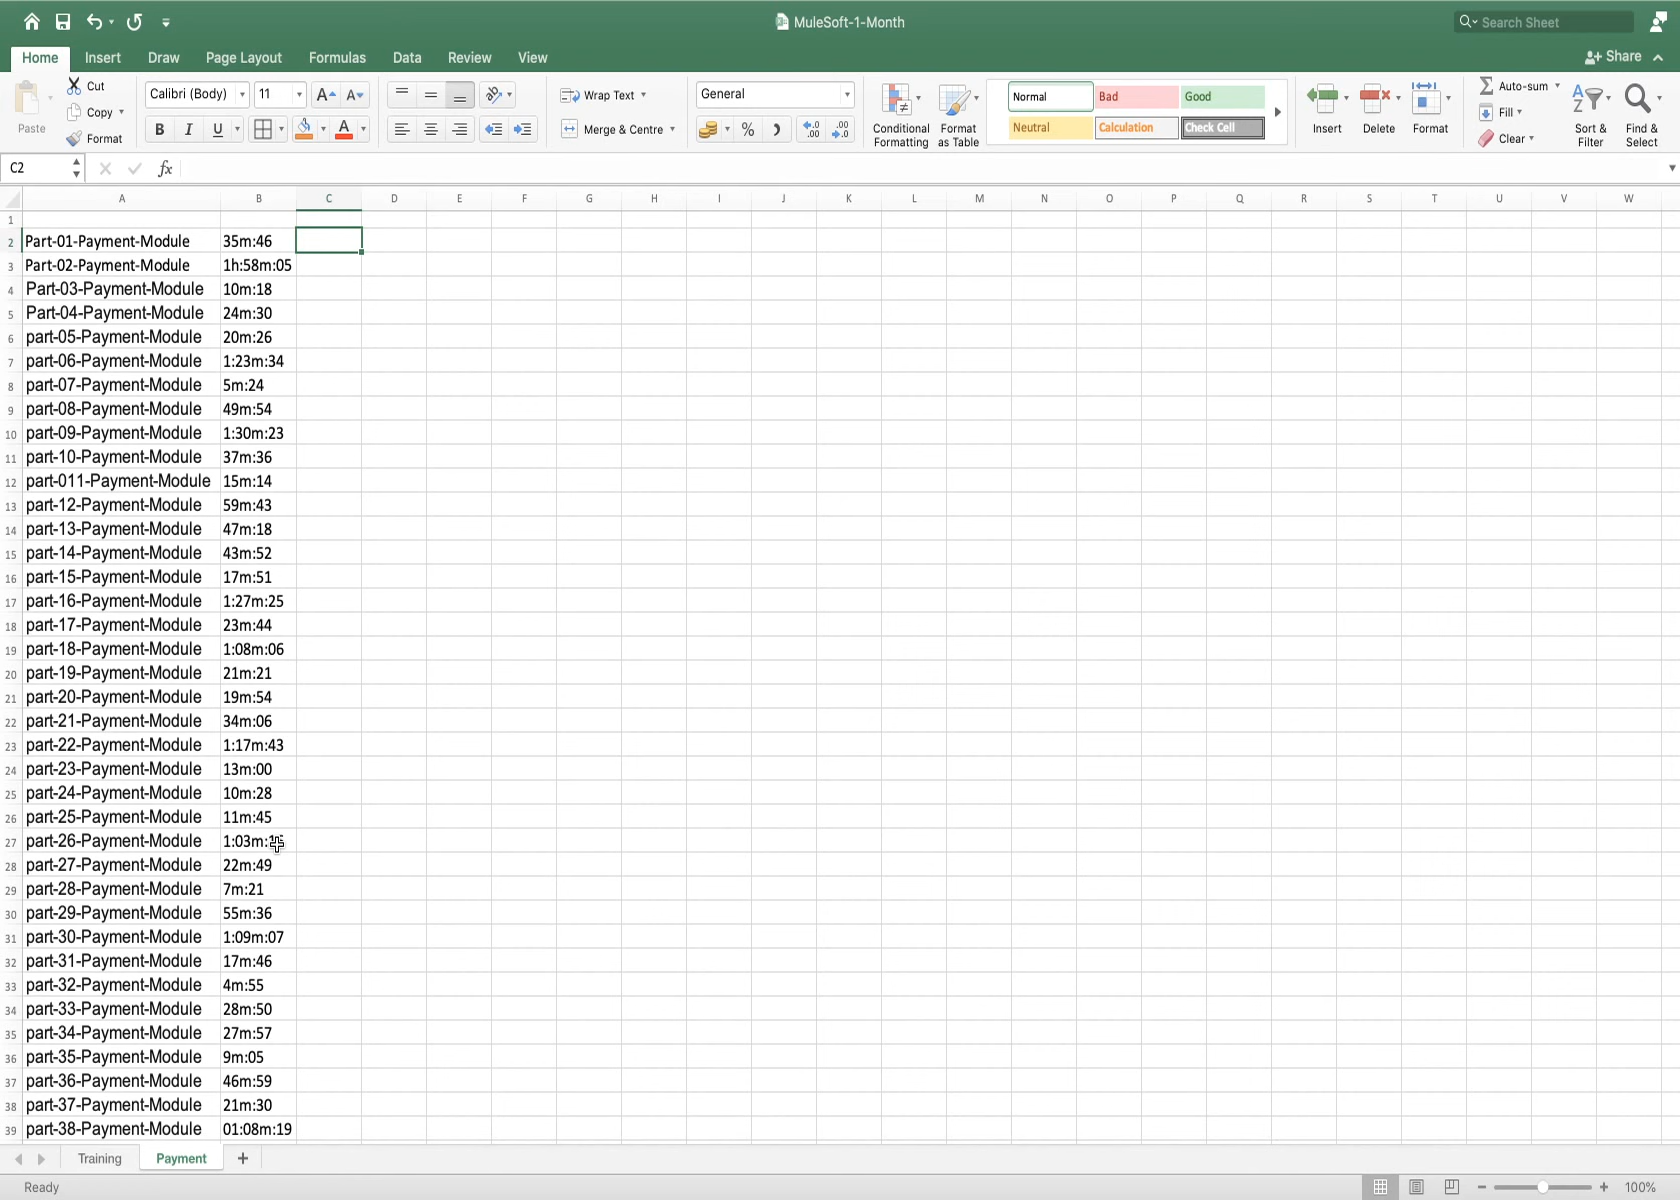 MuleSoft-1-Month
Search Sheet
Home Insert Draw Page Layout Formulas Data Review View
Share
Paste
Cut
Copy
Format
Calibri (Body) 11
A A
B I U A
ab
Wrap Text
Merge & Centre
General
% .0 .00 .00 .0
Conditional Formatting
Format as Table
Normal Bad Good
Neutral Calculation Check Cell
Insert Delete Format
Auto-sum
Fill
Clear
Sort & Filter
Find & Select
C2 fx
A B C D E F G H I J K L M N O P Q R S T U V W
1
2 Part-01-Payment-Module 35m:46
3 Part-02-Payment-Module 1h:58m:05
4 Part-03-Payment-Module 10m:18
5 Part-04-Payment-Module 24m:30
6 part-05-Payment-Module 20m:26
7 part-06-Payment-Module 1:23m:34
8 part-07-Payment-Module 5m:24
9 part-08-Payment-Module 49m:54
10 part-09-Payment-Module 1:30m:23
11 part-10-Payment-Module 37m:36
12 part-011-Payment-Module 15m:14
13 part-12-Payment-Module 59m:43
14 part-13-Payment-Module 47m:18
15 part-14-Payment-Module 43m:52
16 part-15-Payment-Module 17m:51
17 part-16-Payment-Module 1:27m:25
18 part-17-Payment-Module 23m:44
19 part-18-Payment-Module 1:08m:06
20 part-19-Payment-Module 21m:21
21 part-20-Payment-Module 19m:54
22 part-21-Payment-Module 34m:06
23 part-22-Payment-Module 1:17m:43
24 part-23-Payment-Module 13m:00
25 part-24-Payment-Module 10m:28
26 part-25-Payment-Module 11m:45
27 part-26-Payment-Module
28 part-27-Payment-Module 22m:49
29 part-28-Payment-Module 7m:21
30 part-29-Payment-Module 55m:36
31 part-30-Payment-Module 1:09m:07
32 part-31-Payment-Module 17m:46
33 part-32-Payment-Module 4m:55
34 part-33-Payment-Module 28m:50
35 part-34-Payment-Module 27m:57
36 part-35-Payment-Module 9m:05
37 part-36-Payment-Module 46m:59
38 part-37-Payment-Module 21m:30
39 part-38-Payment-Module 01:08m:19
Training Payment +
Ready
100%